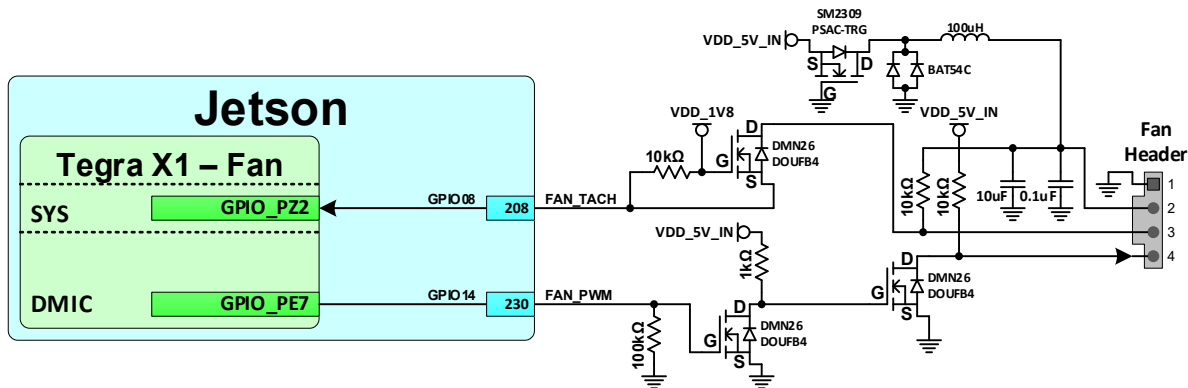 SM2309
PSAC-TRG
100uH
VDD_5V_IN
S
D
G
BAT54C
Jetson
VDD_1V8
VDD_5V_IN
Fan
Header
Tegra X1 – Fan
10kΩ
D
G
S
DMN26
DOUFB4
10kΩ
10kΩ
10uF
0.1uF
1
2
3
4
SYS
GPIO_PZ2
GPIO08
208
FAN_TACH
VDD_5V_IN
1kΩ
DMIC
GPIO_PE7
GPIO14
230
FAN_PWM
100kΩ
D
G
S
DMN26
DOUFB4
D
G
S
DMN26
DOUFB4